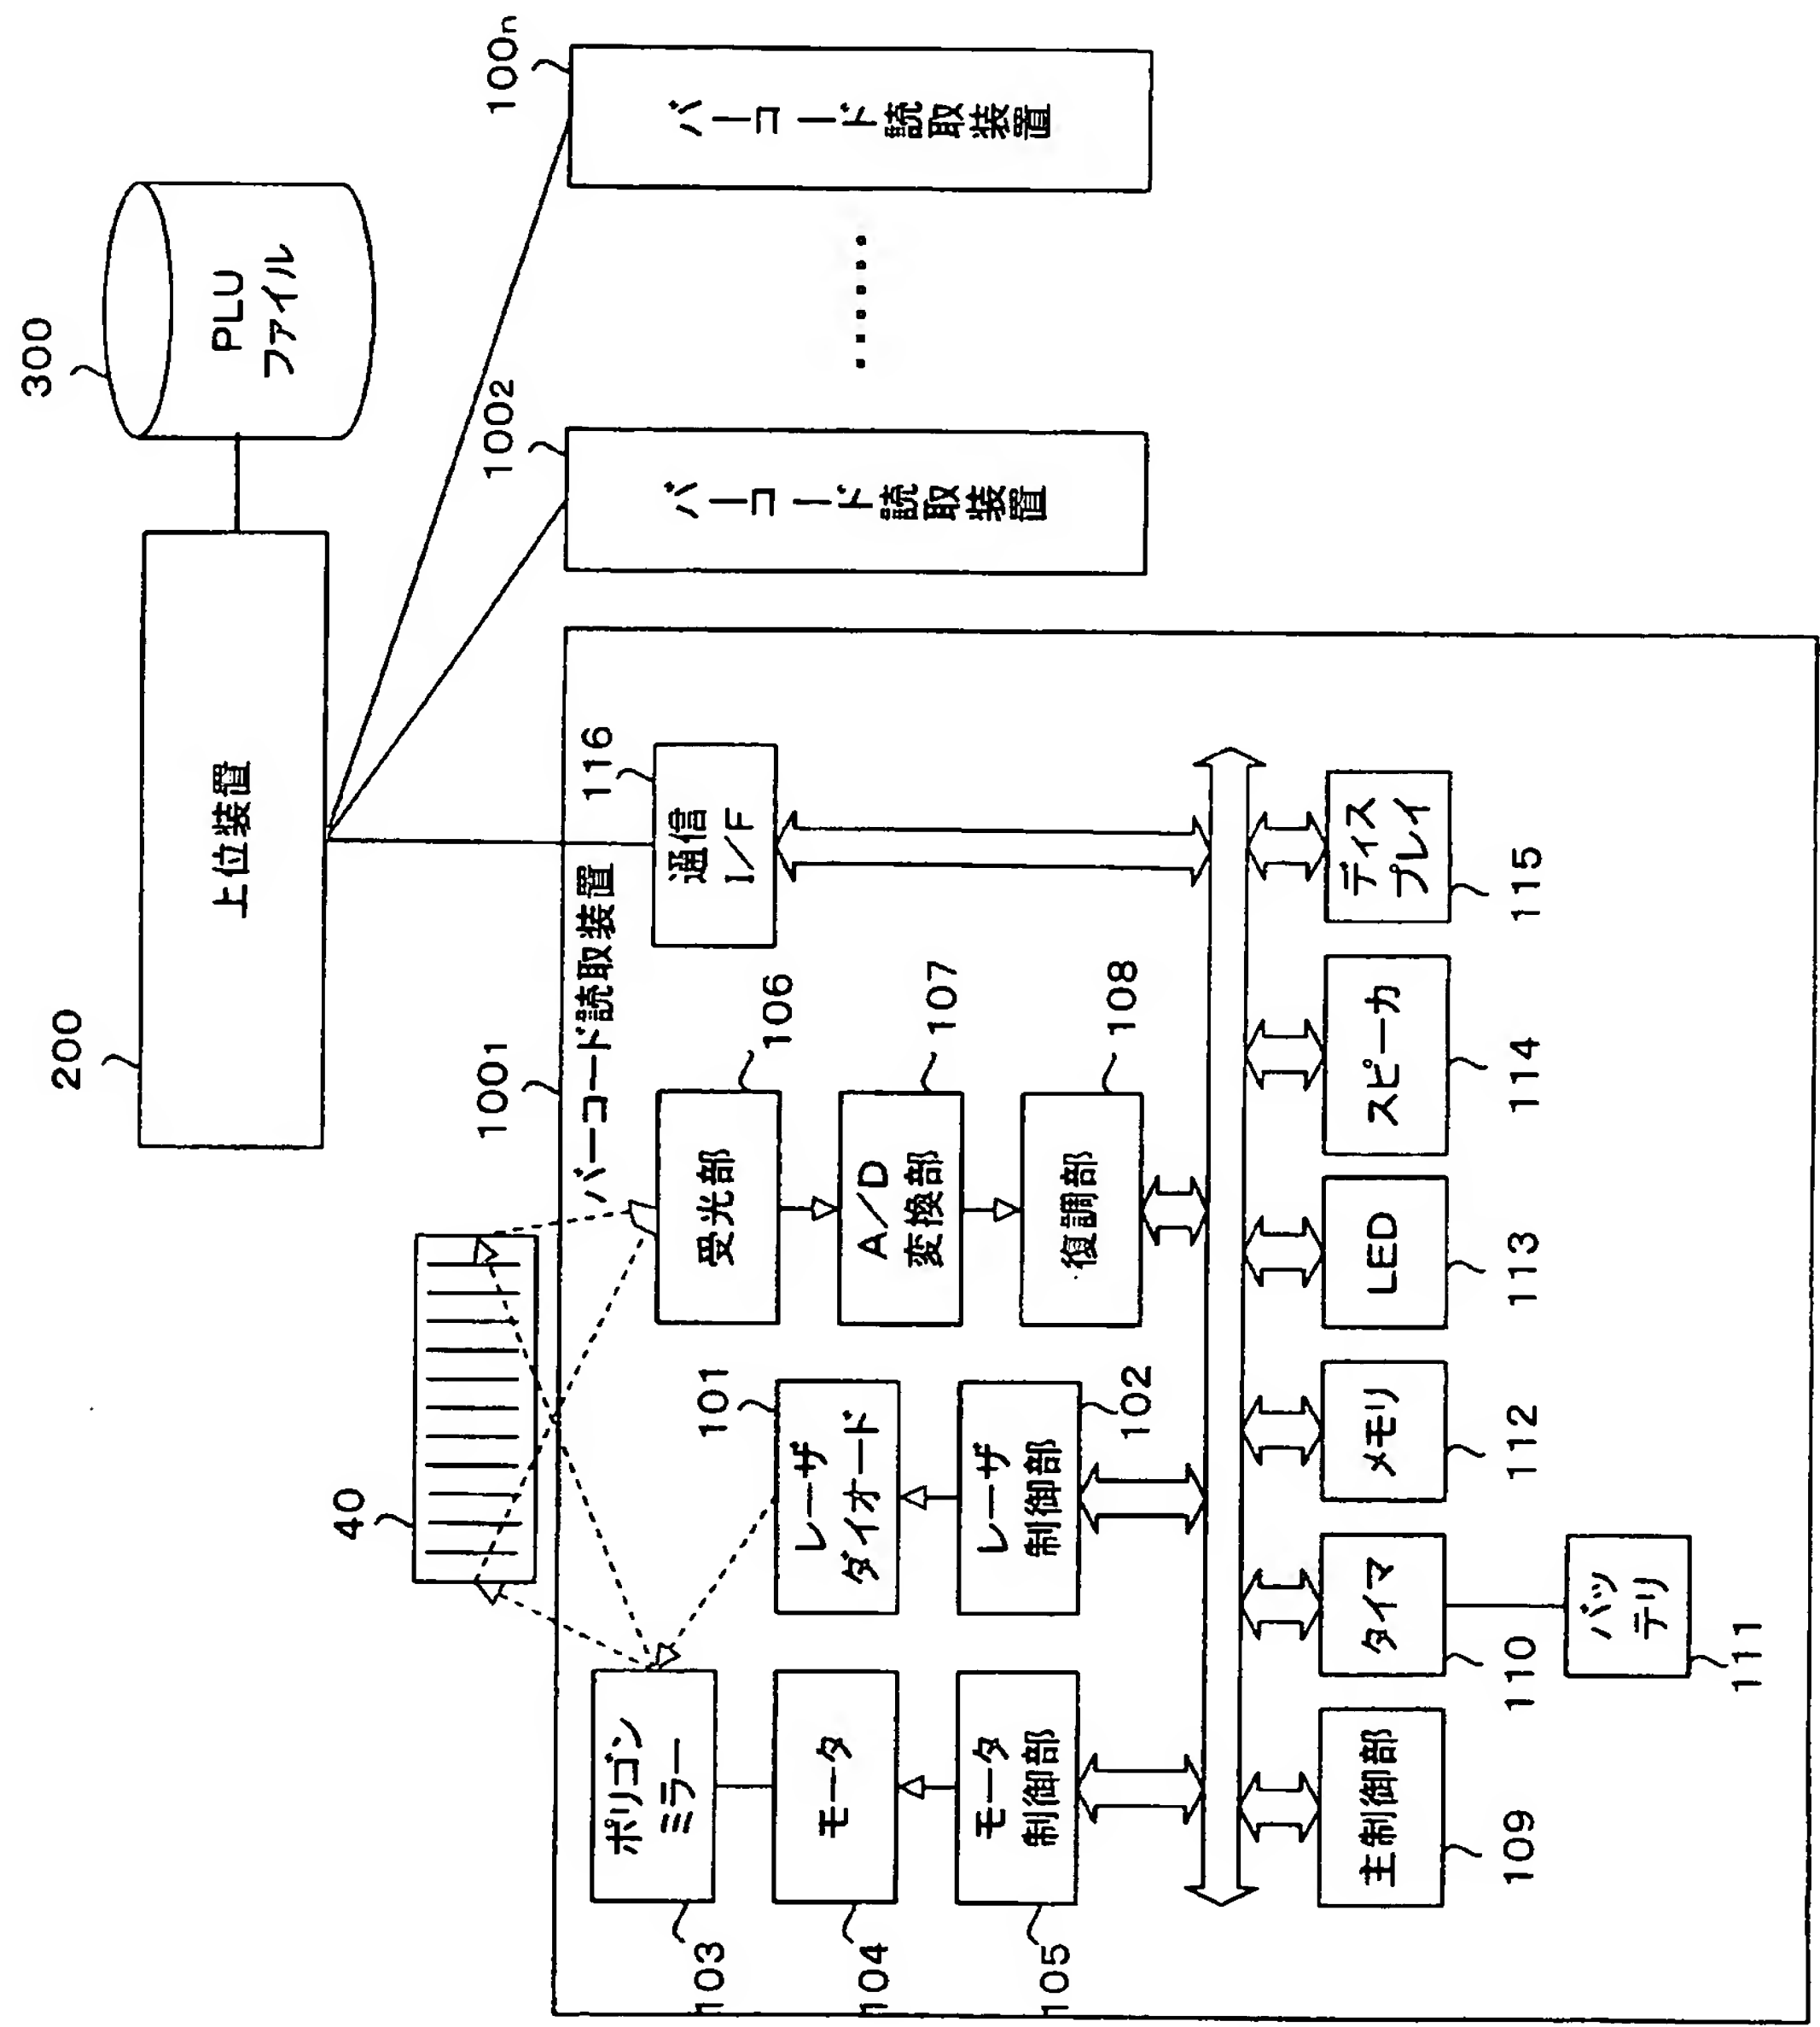 200
上位装置
300
PLU
ファイル
40
100₁
バーコード読取装置
100₂
バーコード読取装置
100ₙ
バーコード読取装置
......
103
ポリゴン
ミラー
104
モータ
105
モータ
制御部
101
レーザ
ダイオード
102
レーザ
制御部
106
受光部
107
A/D
変換部
108
復調部
116
通信
I/F
主制御部
109
タイマ
110
バッ
テリ
111
メモリ
112
LED
113
スピーカ
114
ディス
プレイ
115